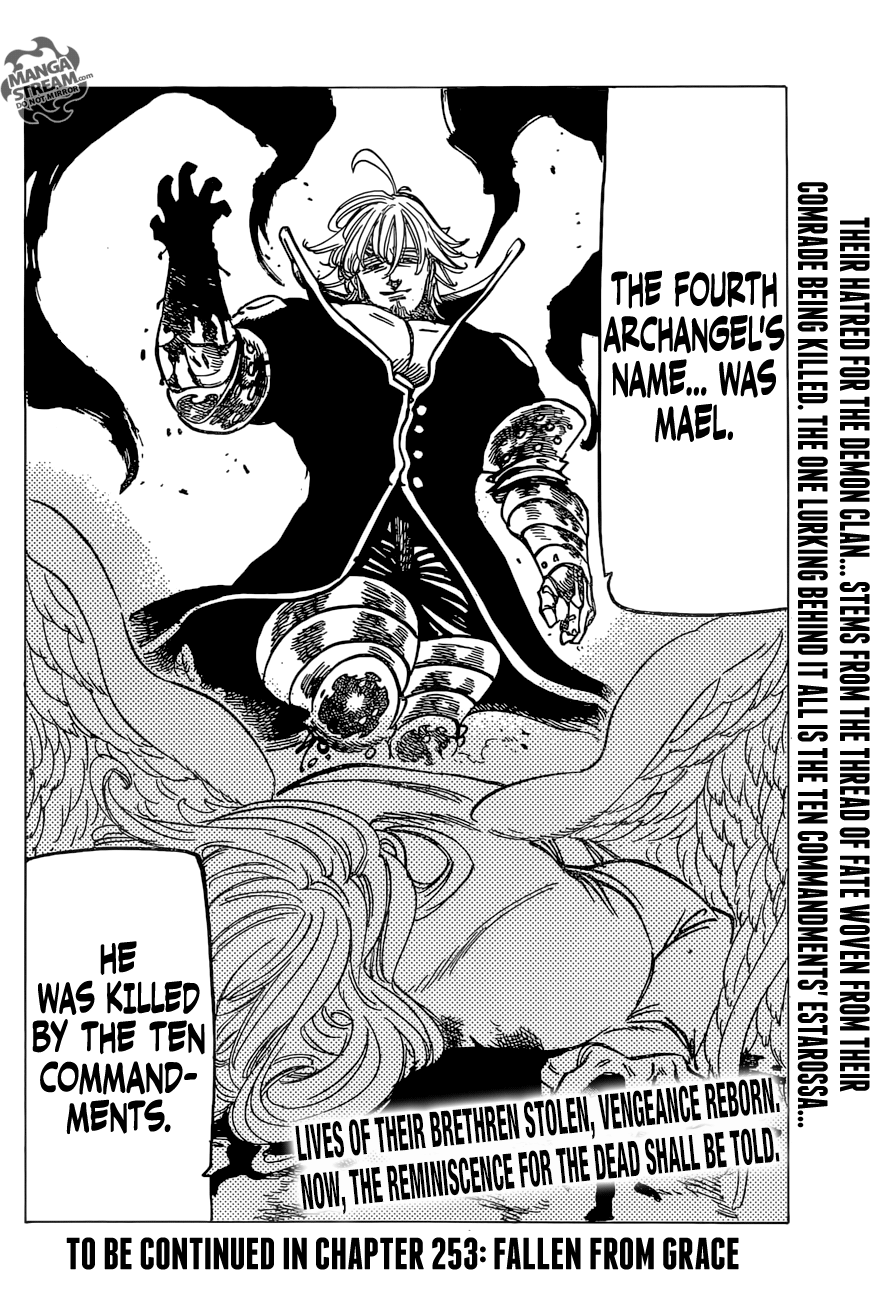 MANGA
STREAM.com
DO NOT MIRROR
THE FOURTH
ARCHANGEL'S
NAME... WAS
MAEL.
THEIR HATRED FOR THE DEMON CLAN... STEMS FROM THE THREAD OF FATE WOVEN FROM THEIR
COMRADE BEING KILLED. THE ONE LURKING BEHIND IT ALL IS THE TEN COMMANDMENTS' ESTAROSSA...
HE
WAS KILLED
BY THE TEN
COMMAND-
MENTS.
LIVES OF THEIR BRETHREN STOLEN, VENGEANCE REBORN.
NOW, THE REMINISCENCE FOR THE DEAD SHALL BE TOLD.
TO BE CONTINUED IN CHAPTER 253: FALLEN FROM GRACE